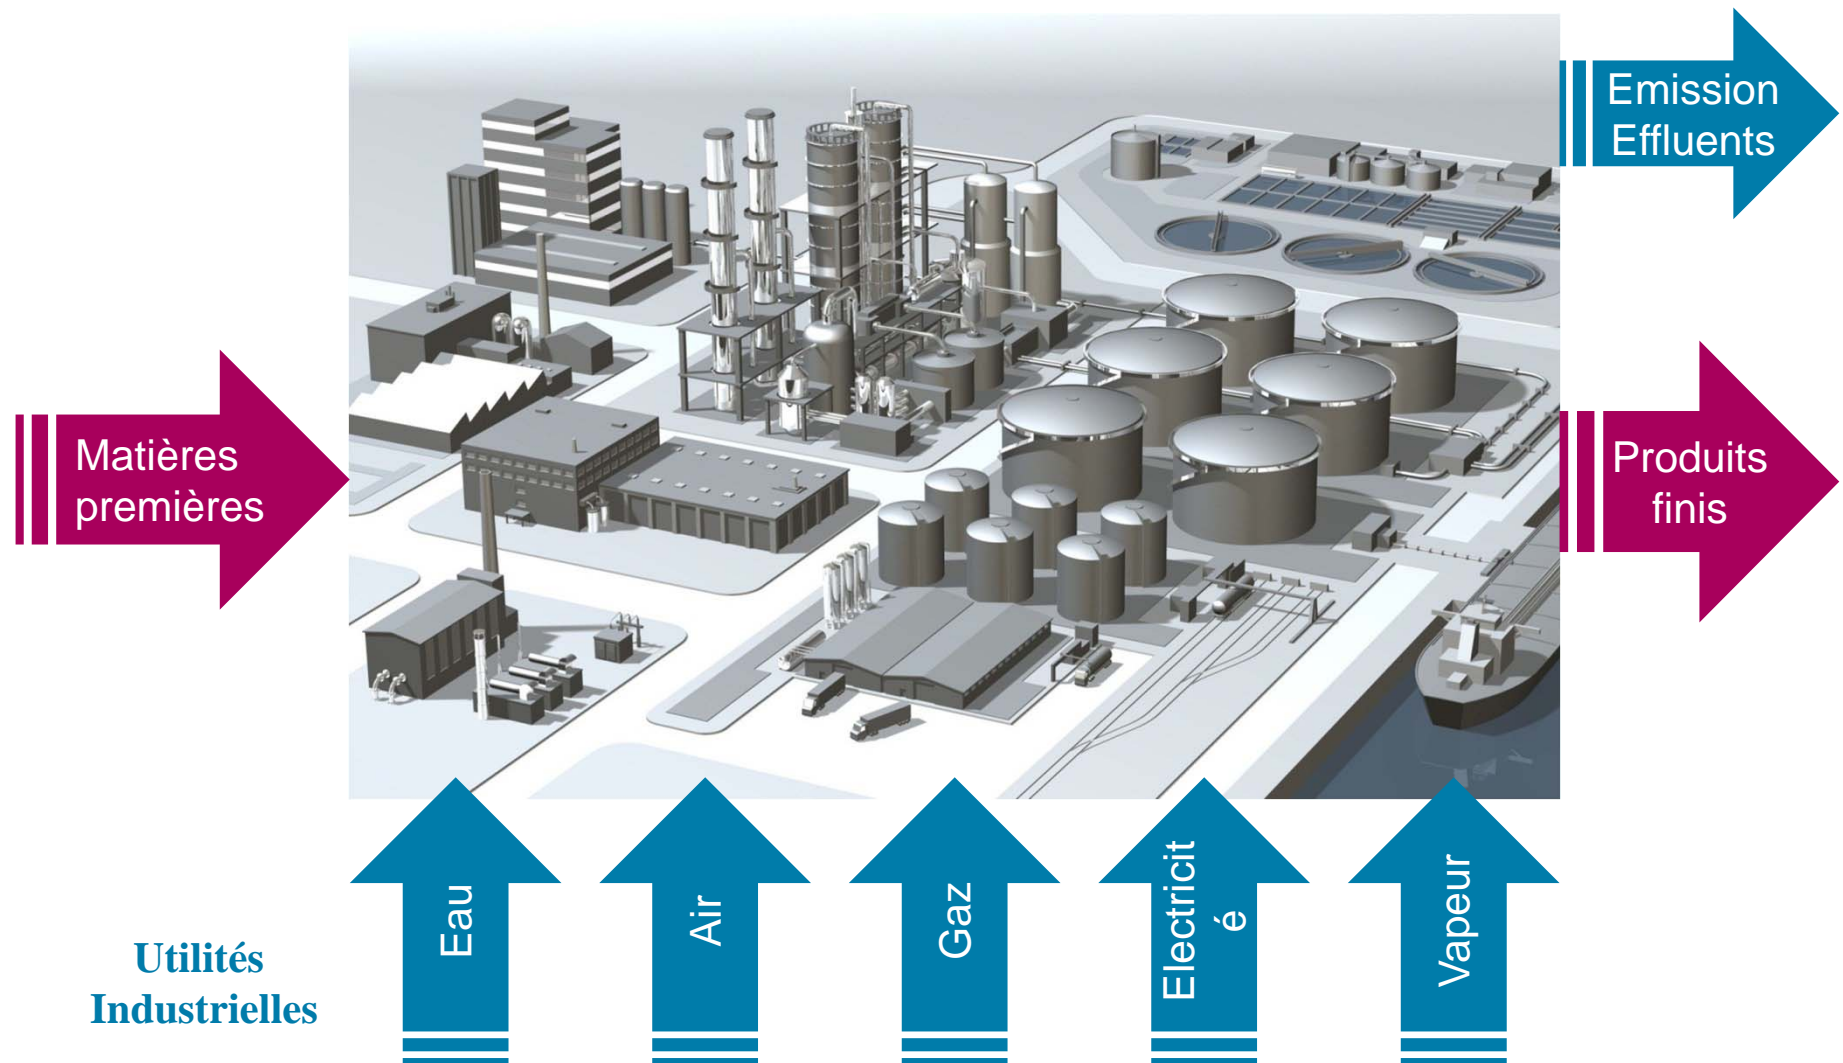 Emission
Effluents
Matières
premières
Produits
finis
Utilités
Industrielles
Eau
Air
Gaz
Electricit
é
Vapeur